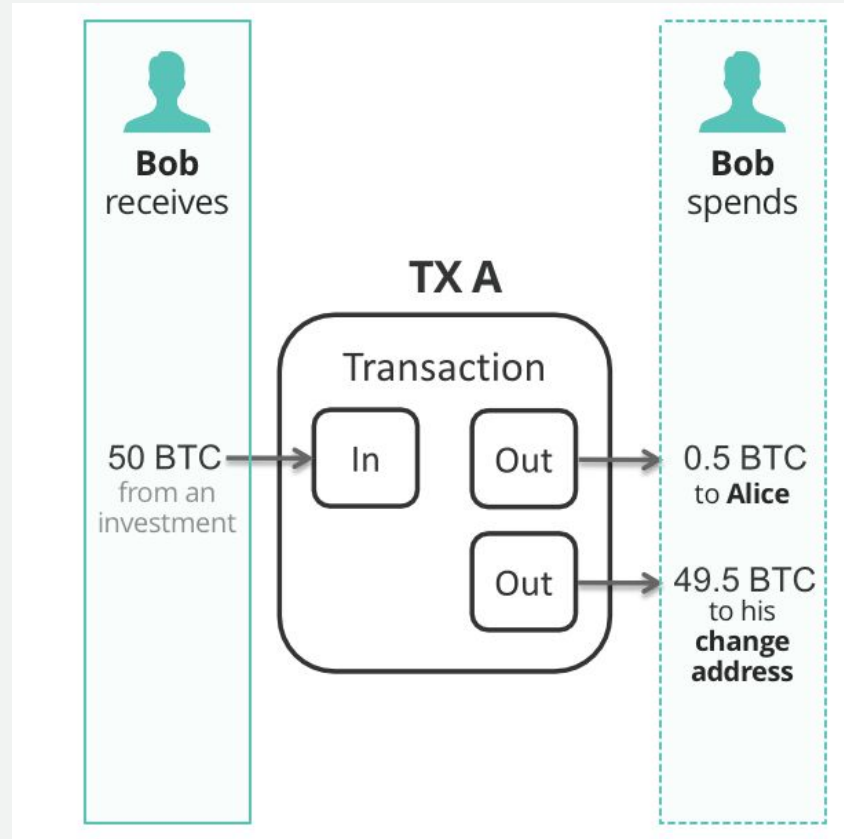 Bob
receives
Bob
spends
TX A
Transaction
50 BTC
from an
investment
In
Out
0.5 BTC
to Alice
Out
49.5 BTC
to his
change
address